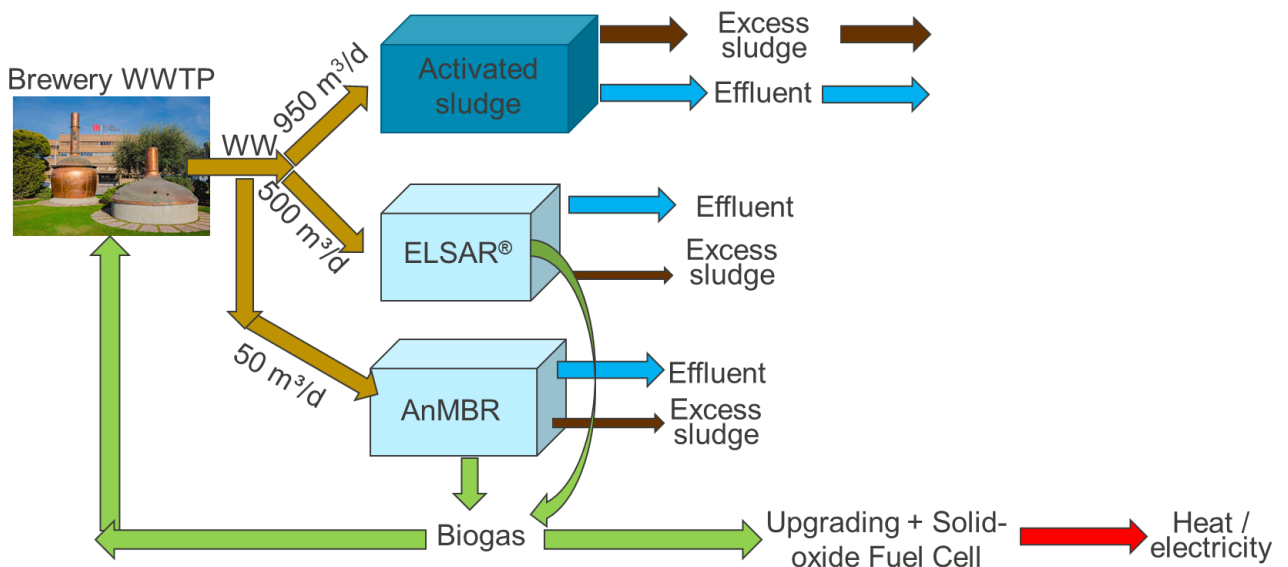 Brewery WWTP
WW
950 m³/d
500 m³/d
50 m³/d
Activated
sludge
Excess
sludge
Effluent
ELSAR®
Effluent
Excess
sludge
AnMBR
Effluent
Excess
sludge
Biogas
Upgrading + Solid-
oxide Fuel Cell
Heat /
electricity